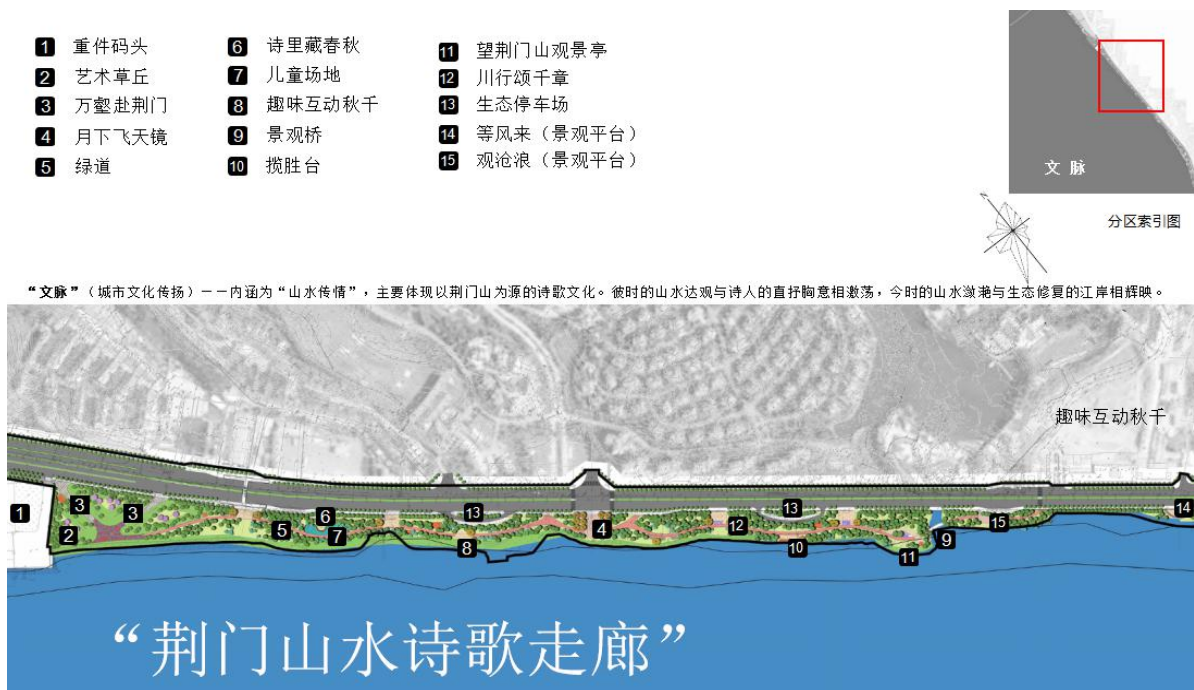 1 重件码头
2 艺术草丘
3 万壑赴荆门
4 月下飞天镜
5 绿道
6 诗里藏春秋
7 儿童场地
8 趣味互动秋千
9 景观桥
10 揽胜台
11 望荆门山观景亭
12 川行颂千章
13 生态停车场
14 等风来（景观平台）
15 观沧浪（景观平台）
文 脉
分区索引图
“文脉”（城市文化传扬）——内涵为“山水传情”，主要体现以荆门山为源的诗歌文化。彼时的山水达观与诗人的直抒胸意相激荡，今时的山水潋滟与生态修复的江岸相辉映。
趣味互动秋千
1
3
3
2
5
6
7
8
13
4
12
13
10
11
9
15
14
“荆门山水诗歌走廊”